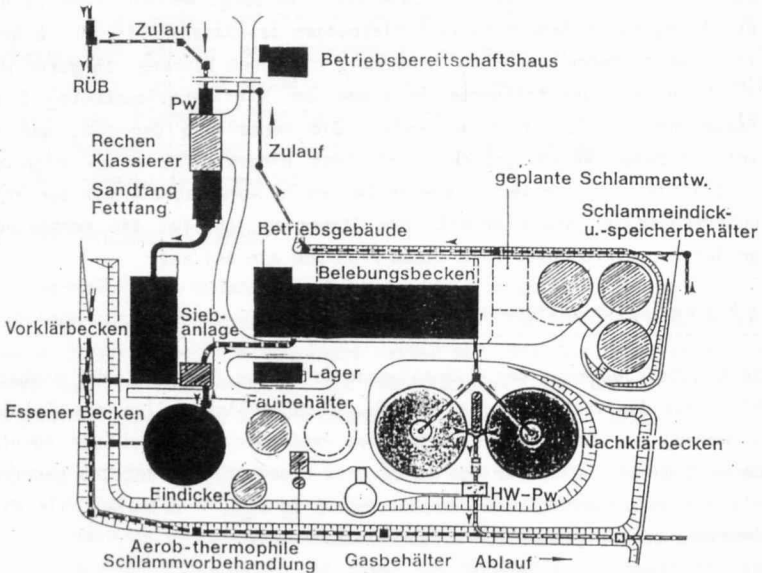 Zulauf
RÜB
Betriebsbereitschaftshaus
Pw
Rechen
Klassierer
Zulauf
Sandfang
Fettfang
geplante Schlammentw.
Betriebsgebäude
Schlammeindick-
u.-speicherbehälter
Belebungsbecken
Vorklärbecken
Sieb-
anlage
Lager
Essener Becken
Fauibehälter
Nachklärbecken
Eindicker
HW-Pw
Aerob-thermophile
Schlammvorbehandlung
Gasbehälter
Ablauf